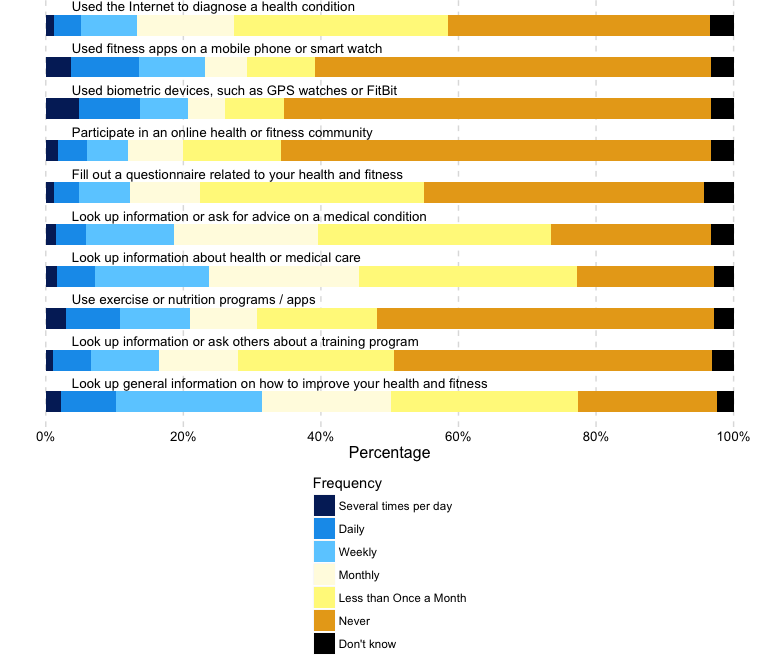 Used the Internet to diagnose a health condition
Used fitness apps on a mobile phone or smart watch
Used biometric devices, such as GPS watches or FitBit
Participate in an online health or fitness community
Fill out a questionnaire related to your health and fitness
Look up information or ask for advice on a medical condition
Look up information about health or medical care
Use exercise or nutrition programs / apps
Look up information or ask others about a training program
Look up general information on how to improve your health and fitness
0% 20% 40% 60% 80% 100%
Percentage
Frequency
Several times per day
Daily
Weekly
Monthly
Less than Once a Month
Never
Don't know